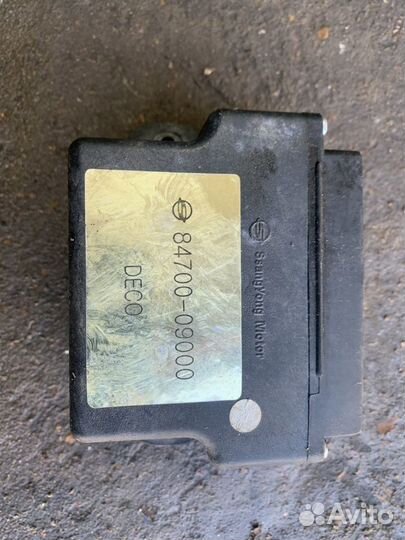 84700-09000
DECO
SsangYong Motor
Avito